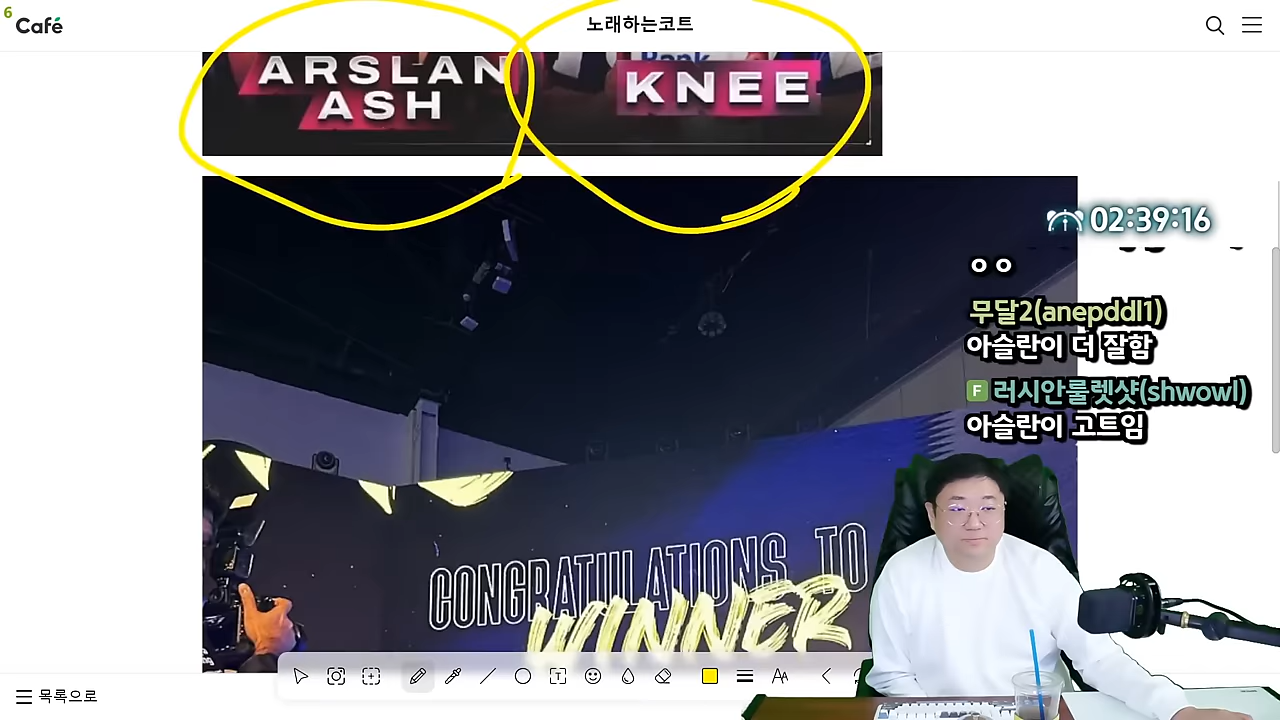 6
Café
노래하는코트
Bank
ARSLAN
ASH
KNEE
02:39:16
ㅇㅇ
무달2(anepddl1)
아슬란이 더 잘함
F 러시안룰렛샷(shwowl)
아슬란이 고트임
CONGRATULATIONS TO
WINNER
T
AA
목록으로